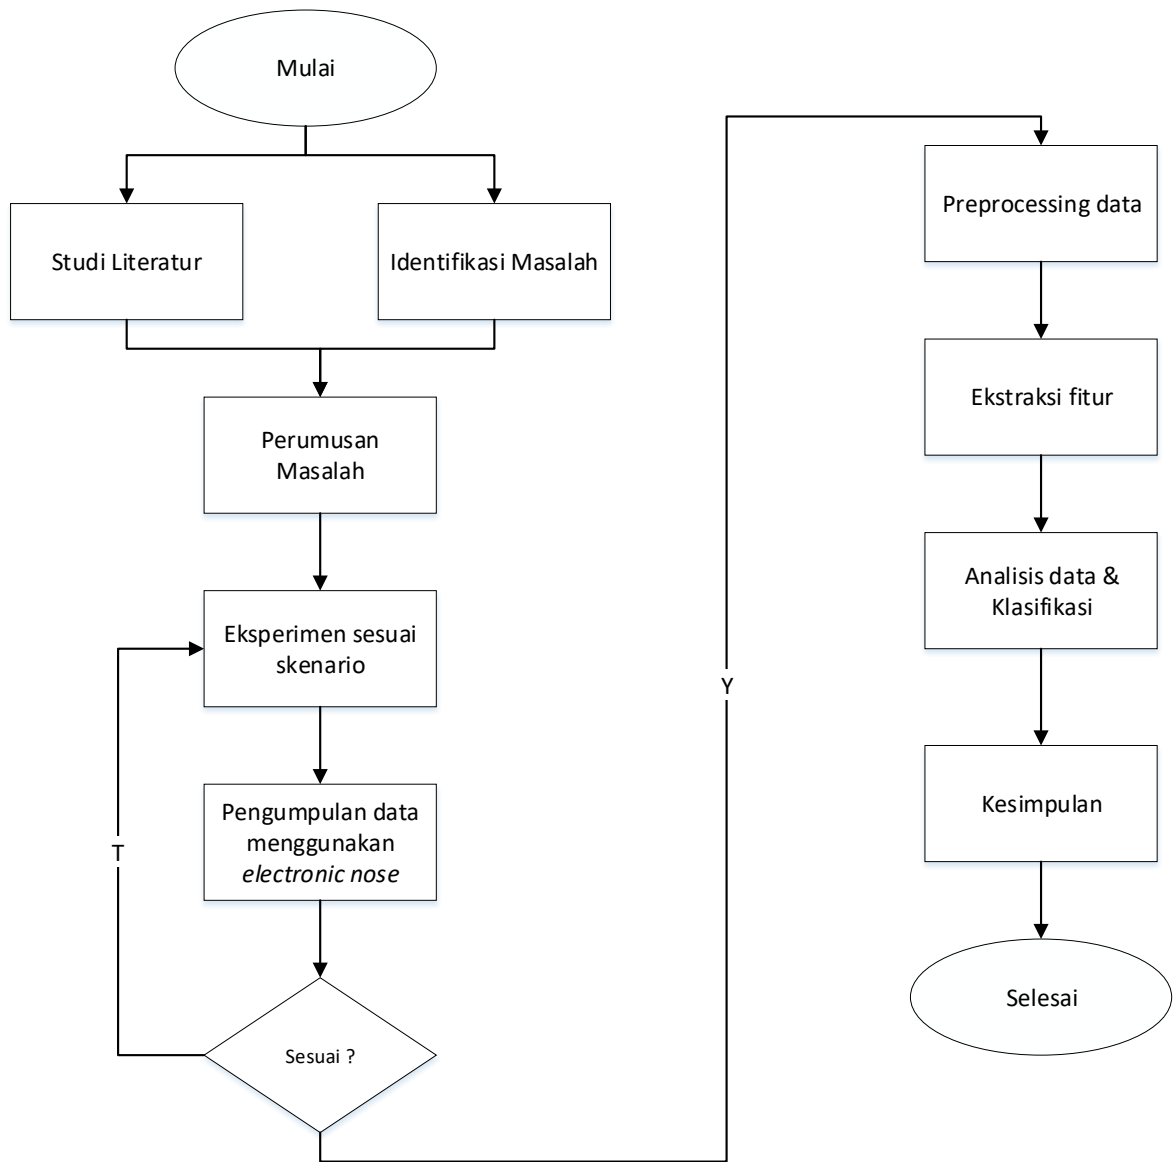 Mulai
Studi Literatur
Identifikasi Masalah
Perumusan
Masalah
Eksperimen sesuai
skenario
Pengumpulan data
menggunakan
electronic nose
T
Sesuai ?
Y
Preprocessing data
Ekstraksi fitur
Analisis data &
Klasifikasi
Kesimpulan
Selesai